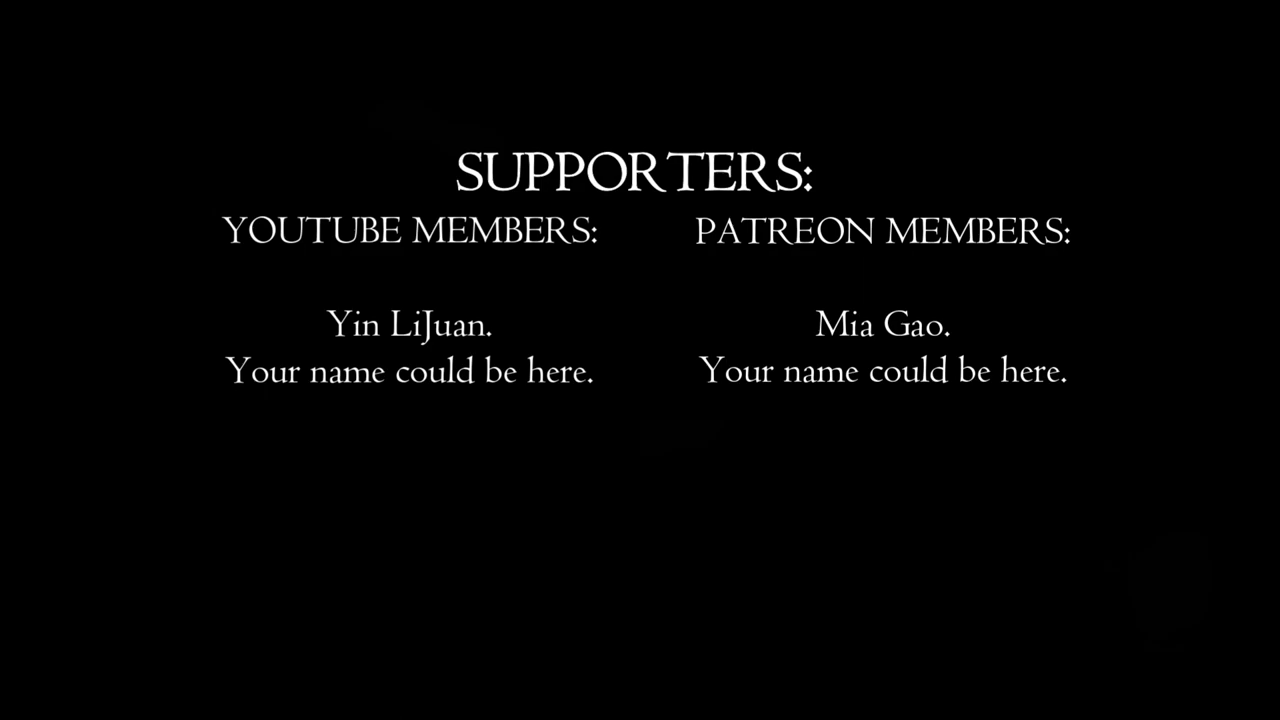 SUPPORTERS:
YOUTUBE MEMBERS:
Yin LiJuan.
Your name could be here.
PATREON MEMBERS:
Mia Gao.
Your name could be here.